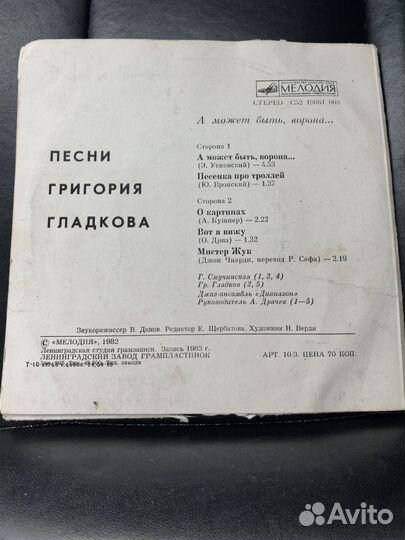 МЕЛОДИЯ
СТЕРЕО С52 19661 003
А может быть, ворона...
ПЕСНИ
ГРИГОРИЯ
ГЛАДКОВА
Сторона 1
А может быть, ворона...
(Э. Успенский) — 4.53
Песенка про троллей
(Ю. Вронский) — 1.37
Сторона 2
О картинах
(А. Кушнер) — 2.22
Вот я вижу
(О. Дриз) — 1.32
Мистер Жук
(Джон Чиарди, перевод Р. Сефа) — 2.19
Г. Смучинская (1, 3, 4)
Гр. Гладков (2, 5)
Джаз-ансамбль «Диапазон»
Руководитель А. Драчев (1—5)
Звукорежиссер В. Динов. Редактор Е. Щербатова. Художник Н. Верди
© «МЕЛОДИЯ», 1982
Ленинградская студия грамзаписи. Запись 1983 г.
ЛЕНИНГРАДСКИЙ ЗАВОД ГРАМПЛАСТИНОК
АРТ. 10-3. ЦЕНА 70 КОП.
завода
Avito